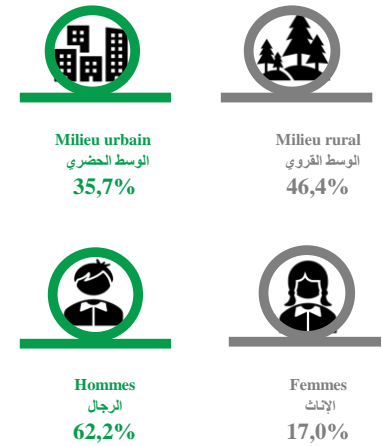 Milieu urbain
الوسط الحضري
35,7%
Milieu rural
الوسط القروي
46,4%
Hommes
الرجال
62,2%
Femmes
الإناث
17,0%